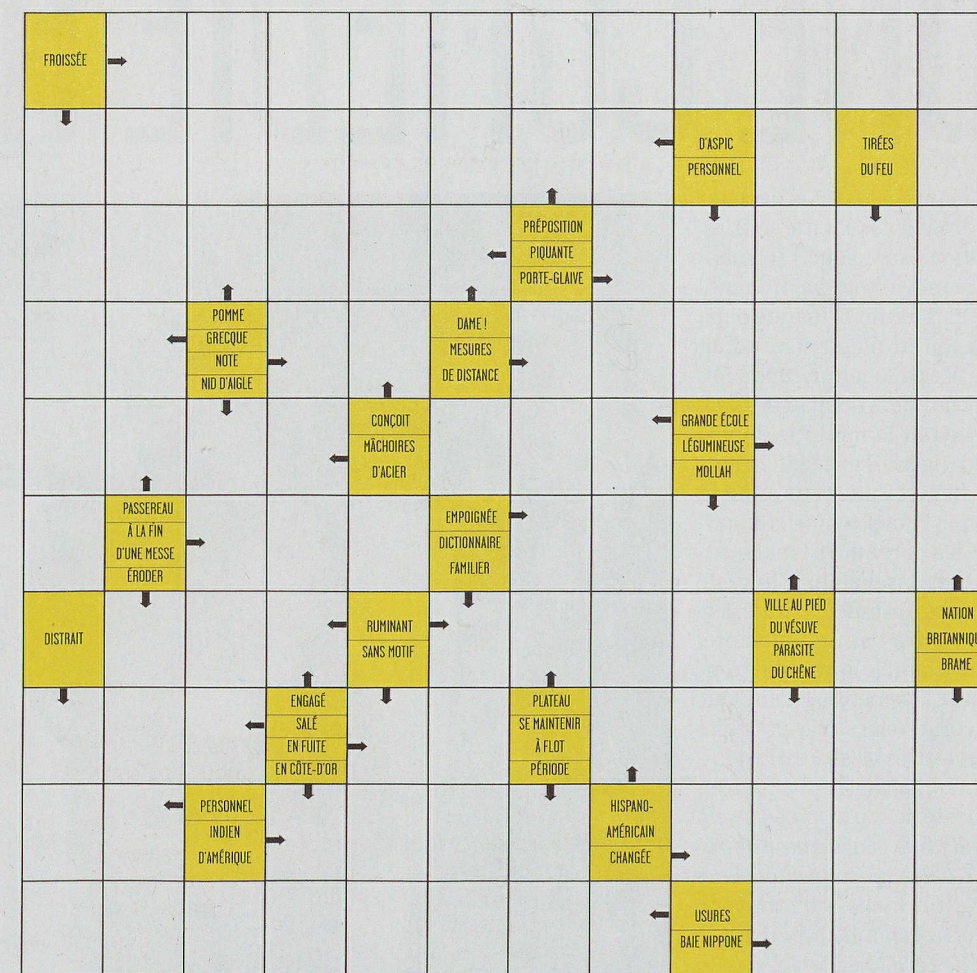 FROISSÉE
D'ASPIC
PERSONNEL
TIRÉES
DU FEU
PRÉPOSITION
PIQUANTE
PORTE-GLAIVE
POMME
GRECQUE
NOTE
NID D'AIGLE
DAME !
MESURES
DE DISTANCE
CONÇOIT
MÂCHOIRES
D'ACIER
GRANDE ÉCOLE
LÉGUMINEUSE
MOLLAH
PASSEREAU
À LA FIN
D'UNE MESSE
ÉRODER
EMPOIGNÉE
DICTIONNAIRE
FAMILIER
DISTRAIT
RUMINANT
SANS MOTIF
VILLE AU PIED
DU VÉSUVE
PARASITE
DU CHÊNE
NATION
BRITANNIQU
BRAME
ENGAGÉ
SALÉ
EN FUITE
EN CÔTE-D'OR
PLATEAU
SE MAINTENIR
À FLOT
PÉRIODE
PERSONNEL
INDIEN
D'AMÉRIQUE
HISPANO-
AMÉRICAIN
CHANGÉE
USURES
BAIE NIPPONE